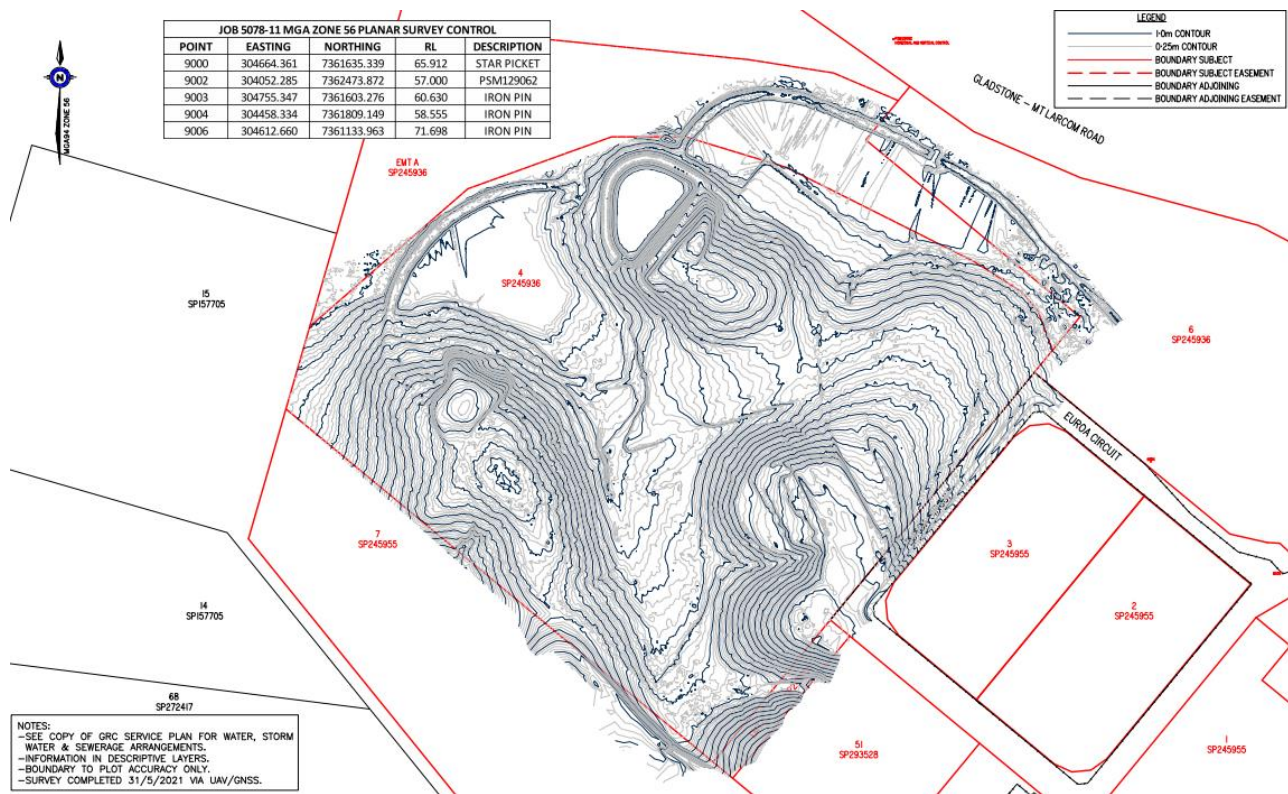 JOB 5078-11 MGA ZONE 56 PLANAR SURVEY CONTROL
POINT EASTING NORTHING RL DESCRIPTION
9000 304664.361 7361635.339 65.912 STAR PICKET
9002 304052.285 7362473.872 57.000 PSM129062
9003 304755.347 7361603.276 60.630 IRON PIN
9004 304458.334 7361809.149 58.555 IRON PIN
9006 304612.660 7361133.963 71.698 IRON PIN
LEGEND
1·0m CONTOUR
0·25m CONTOUR
BOUNDARY SUBJECT
BOUNDARY SUBJECT EASEMENT
BOUNDARY ADJOINING
BOUNDARY ADJOINING EASEMENT
N
MGA94 ZONE 56
GLADSTONE - MT LARCOM ROAD
EMT A
SP245936
4
SP245936
15
SP157705
6
SP245936
EUROA CIRCUIT
7
SP245955
3
SP245955
2
SP245955
14
SP157705
68
SP272417
51
SP293528
1
SP245955
NOTES:
-SEE COPY OF GRC SERVICE PLAN FOR WATER, STORM
WATER & SEWERAGE ARRANGEMENTS.
-INFORMATION IN DESCRIPTIVE LAYERS.
-BOUNDARY TO PLOT ACCURACY ONLY.
-SURVEY COMPLETED 31/5/2021 VIA UAV/GNSS.